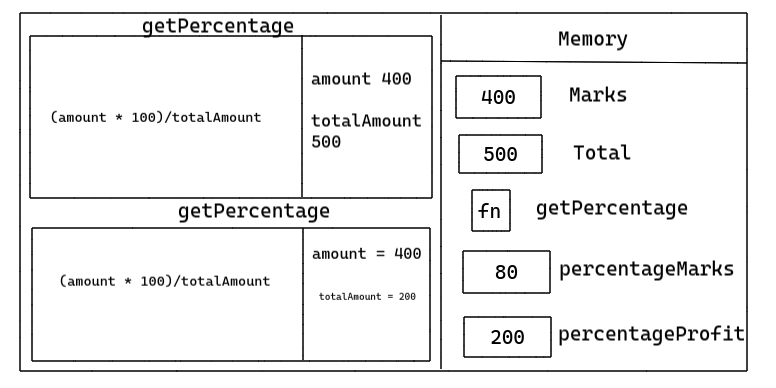 getPercentage
(amount * 100)/totalAmount
amount 400
totalAmount
500
getPercentage
(amount * 100)/totalAmount
amount = 400
totalAmount = 200
Memory
400 Marks
500 Total
fn getPercentage
80 percentageMarks
200 percentageProfit